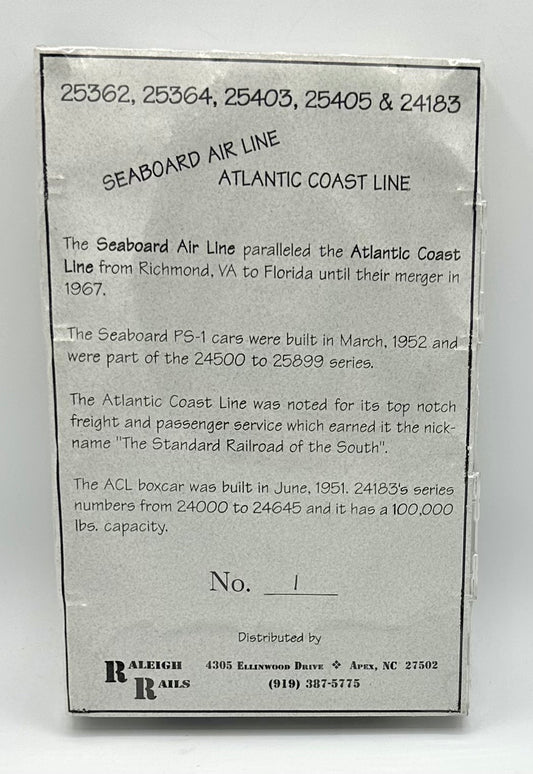 25362, 25364, 25403, 25405 & 24183
SEABOARD AIR LINE
ATLANTIC COAST LINE
The Seaboard Air Line paralleled the Atlantic Coast
Line from Richmond, VA to Florida until their merger in
1967.
The Seaboard PS-1 cars were built in March, 1952 and
were part of the 24500 to 25899 series.
The Atlantic Coast Line was noted for its top notch
freight and passenger service which earned it the nick-
name "The Standard Railroad of the South".
The ACL boxcar was built in June, 1951. 24183's series
numbers from 24000 to 24645 and it has a 100,000
lbs. capacity.
No. 1
Distributed by
RALEIGH RAILS
4305 ELLINWOOD DRIVE ❖ APEX, NC 27502
(919) 387-5775